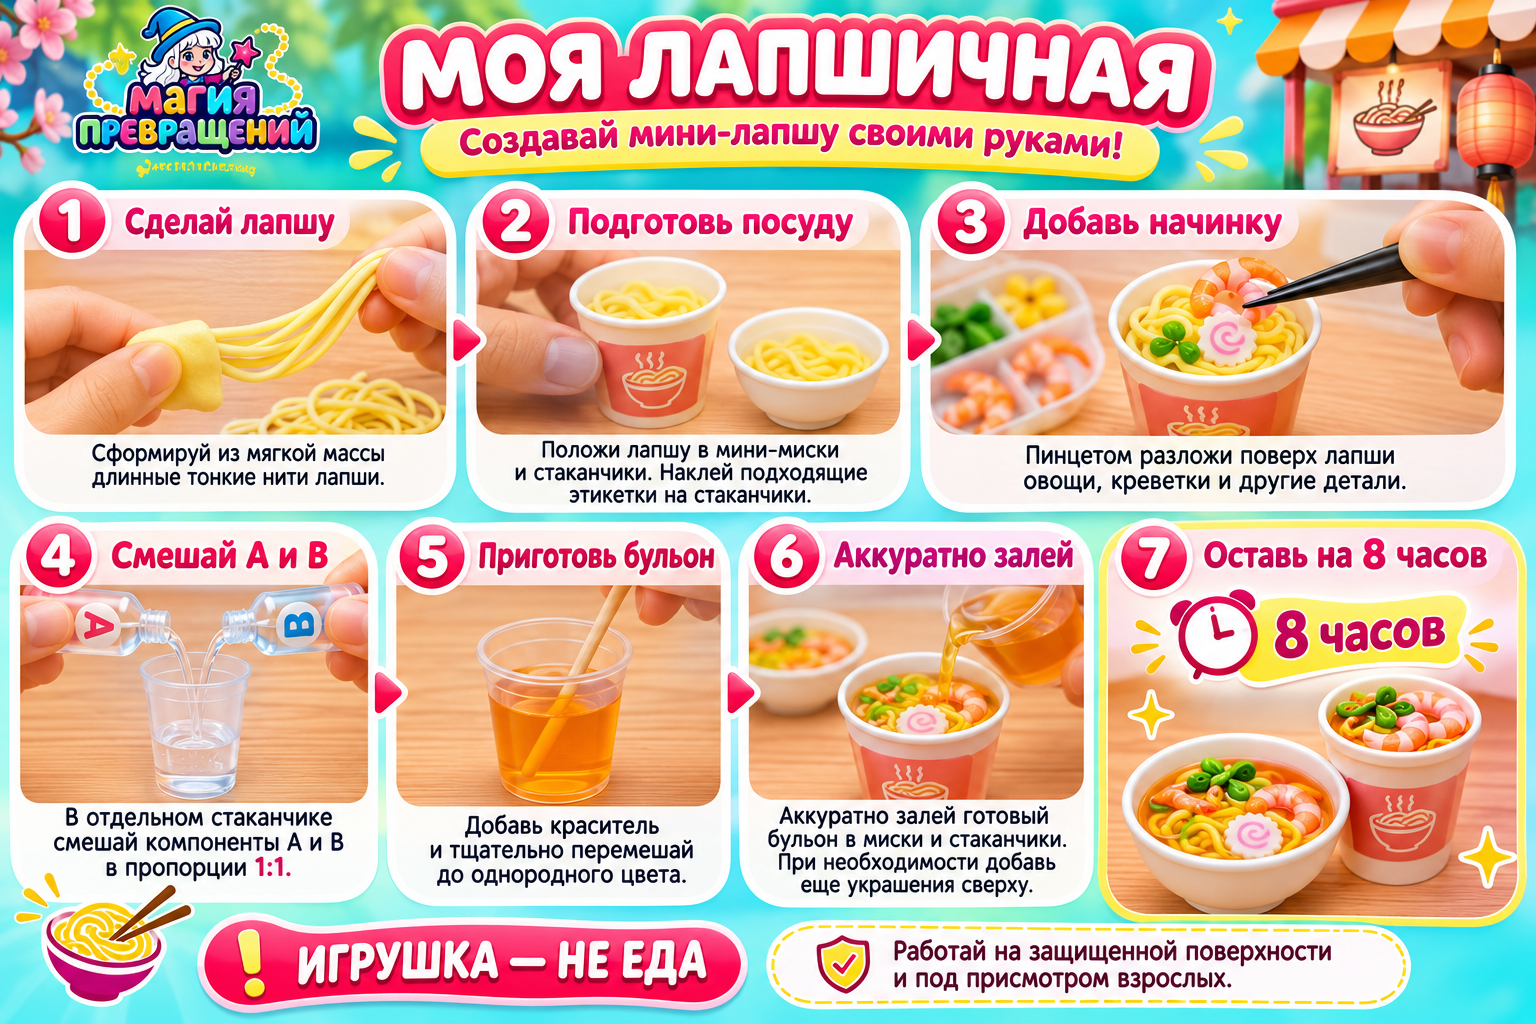 МАГИЯ
ПРЕВРАЩЕНИЙ
МОЯ ЛАПШИЧНАЯ
Создавай мини-лапшу своими руками!
1 Сделай лапшу
Сформируй из мягкой массы
длинные тонкие нити лапши.
2 Подготовь посуду
Положи лапшу в мини-миски
и стаканчики. Наклей подходящие
этикетки на стаканчики.
3 Добавь начинку
Пинцетом разложи поверх лапши
овощи, креветки и другие детали.
4 Смешай А и В
A
B
В отдельном стаканчике
смешай компоненты А и В
в пропорции 1:1.
5 Приготовь бульон
Добавь краситель
и тщательно перемешай
до однородного цвета.
6 Аккуратно залей
Аккуратно залей готовый
бульон в миски и стаканчики.
При необходимости добавь
еще украшения сверху.
7 Оставь на 8 часов
8 часов
! ИГРУШКА — НЕ ЕДА
Работай на защищенной поверхности
и под присмотром взрослых.